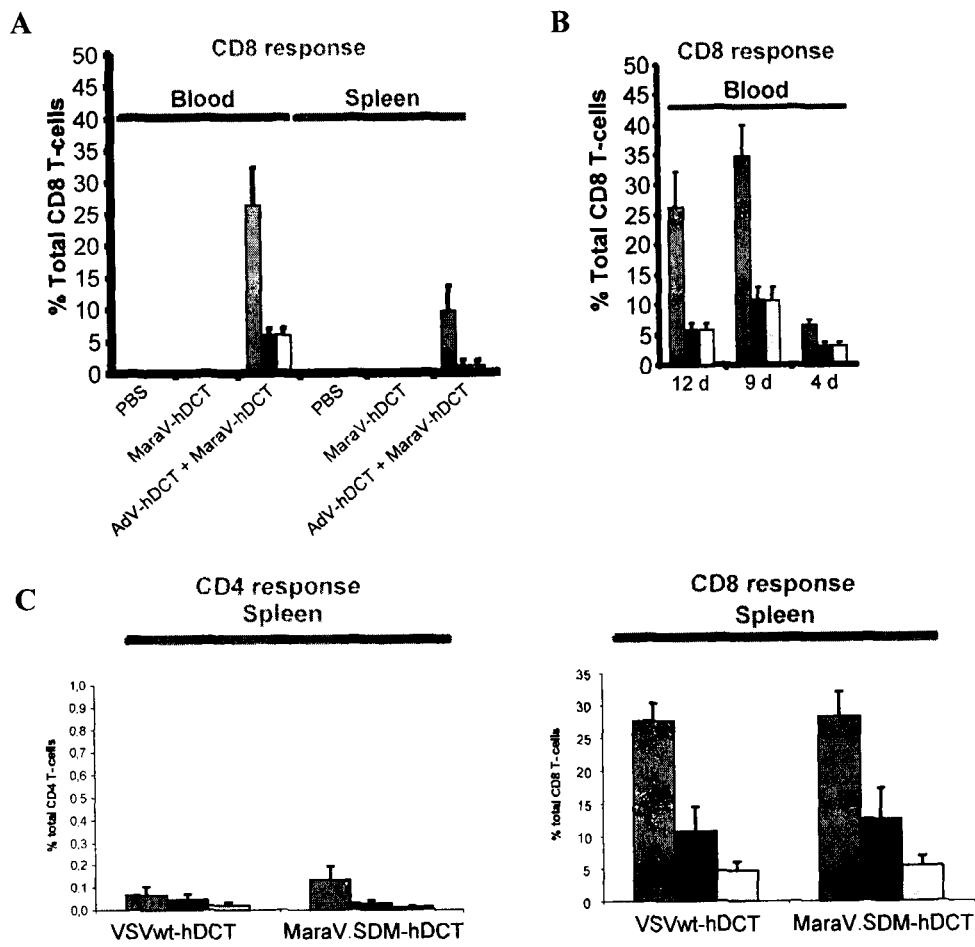 A
CD8 response
Blood Spleen
% Total CD8 T-cells
50
45
40
35
30
25
20
15
10
5
0
PBS
MaraV-hDCT
AdV-hDCT + MaraV-hDCT
PBS
MaraV-hDCT
AdV-hDCT + MaraV-hDCT
B
CD8 response
Blood
% Total CD8 T-cells
50
45
40
35
30
25
20
15
10
5
0
12 d 9 d 4 d
C
CD4 response
Spleen
% total CD4 T-cells
1,0
0,9
0,8
0,7
0,6
0,5
0,4
0,3
0,2
0,1
0,0
VSVwt-hDCT MaraV.SDM-hDCT
CD8 response
Spleen
% total CD8 T-cells
35
30
25
20
15
10
5
0
VSVwt-hDCT MaraV.SDM-hDCT